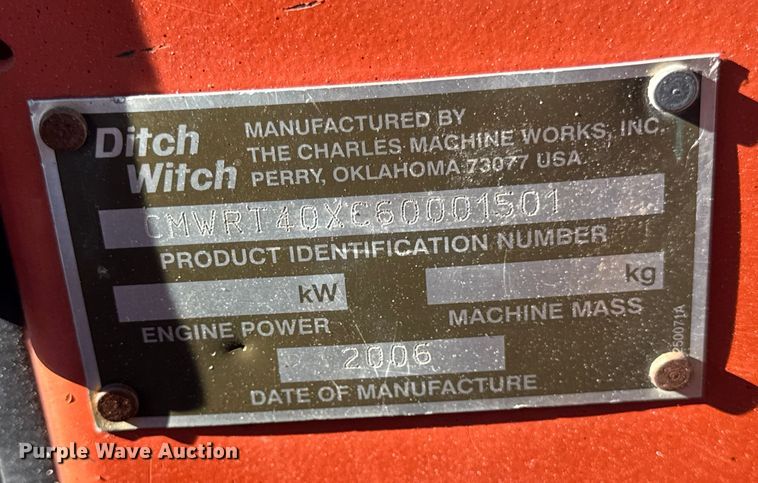 Ditch Witch
MANUFACTURED BY
THE CHARLES MACHINE WORKS, INC.
PERRY, OKLAHOMA 73077 USA
CMWRT40XC60001501
PRODUCT IDENTIFICATION NUMBER
kW
ENGINE POWER
kg
MACHINE MASS
2006
DATE OF MANUFACTURE
Purple Wave Auction